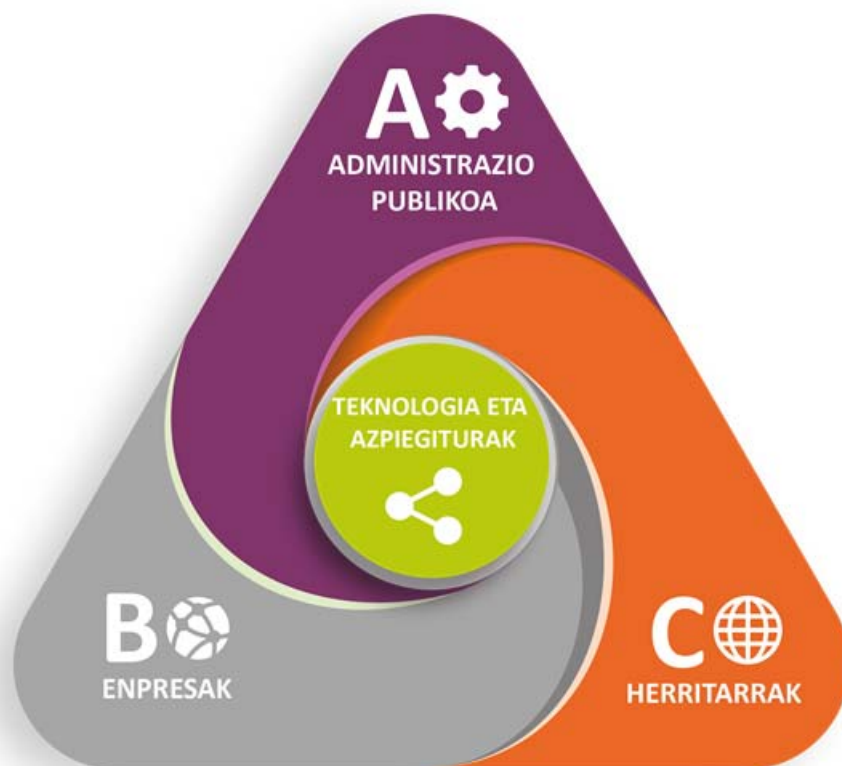 A
ADMINISTRAZIO
PUBLIKOA
TEKNOLOGIA ETA
AZPIEGITURAK
B
ENPRESAK
C
HERRITARRAK